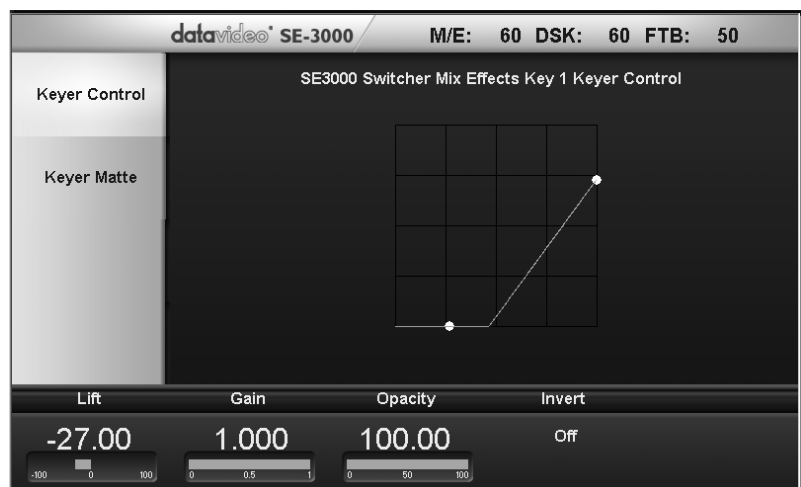 datavideo SE-3000 M/E: 60 DSK: 60 FTB: 50
SE3000 Switcher Mix Effects Key 1 Keyer Control
Keyer Control
Keyer Matte
Lift Gain Opacity Invert
-27.00 1.000 100.00 Off
-100 0 100 0 0.5 1 0 50 100